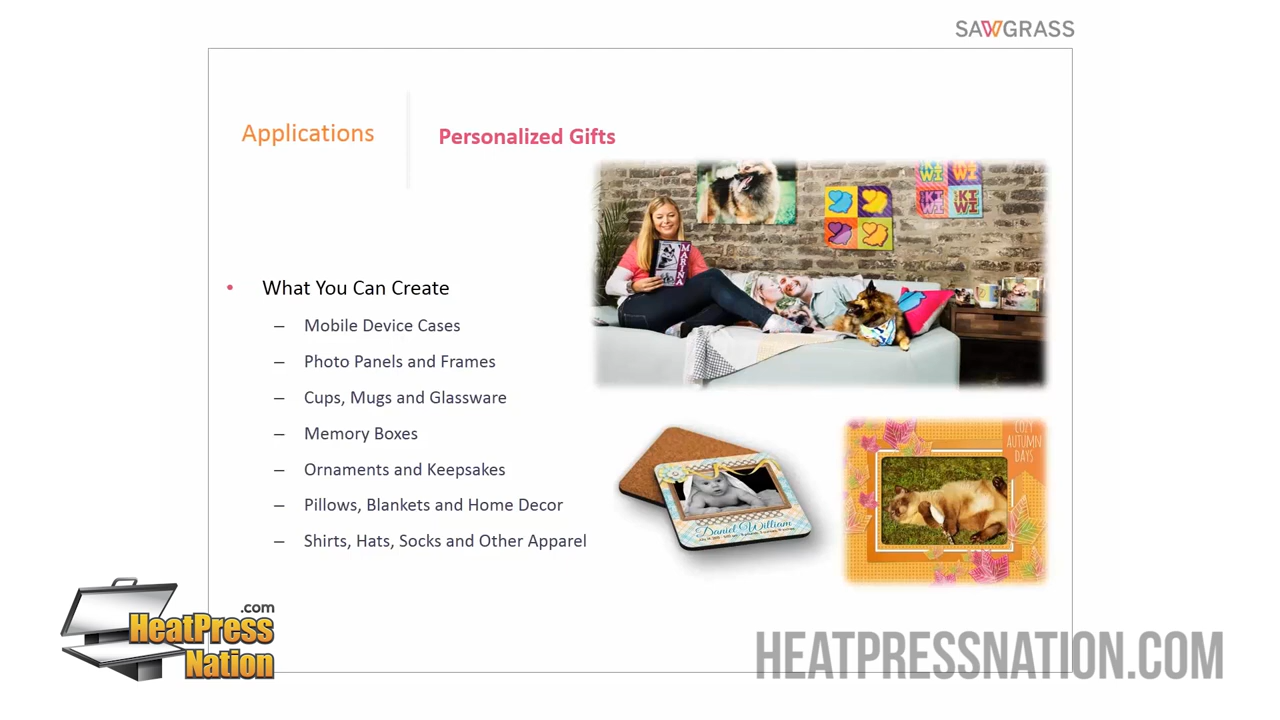 SAWGRASS
Applications
Personalized Gifts
KIWI
KIWI
KIWI
KIWI
MARINA
• What You Can Create
– Mobile Device Cases
– Photo Panels and Frames
– Cups, Mugs and Glassware
– Memory Boxes
– Ornaments and Keepsakes
– Pillows, Blankets and Home Decor
– Shirts, Hats, Socks and Other Apparel
Daniel William
COZY
AUTUMN
DAYS
.com
HeatPress
Nation
HEATPRESSNATION.COM